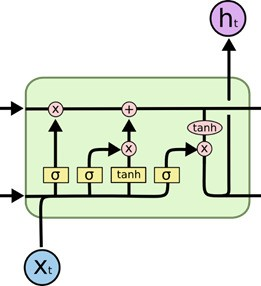 ht
x +
tanh
x x
σ σ tanh σ
xt